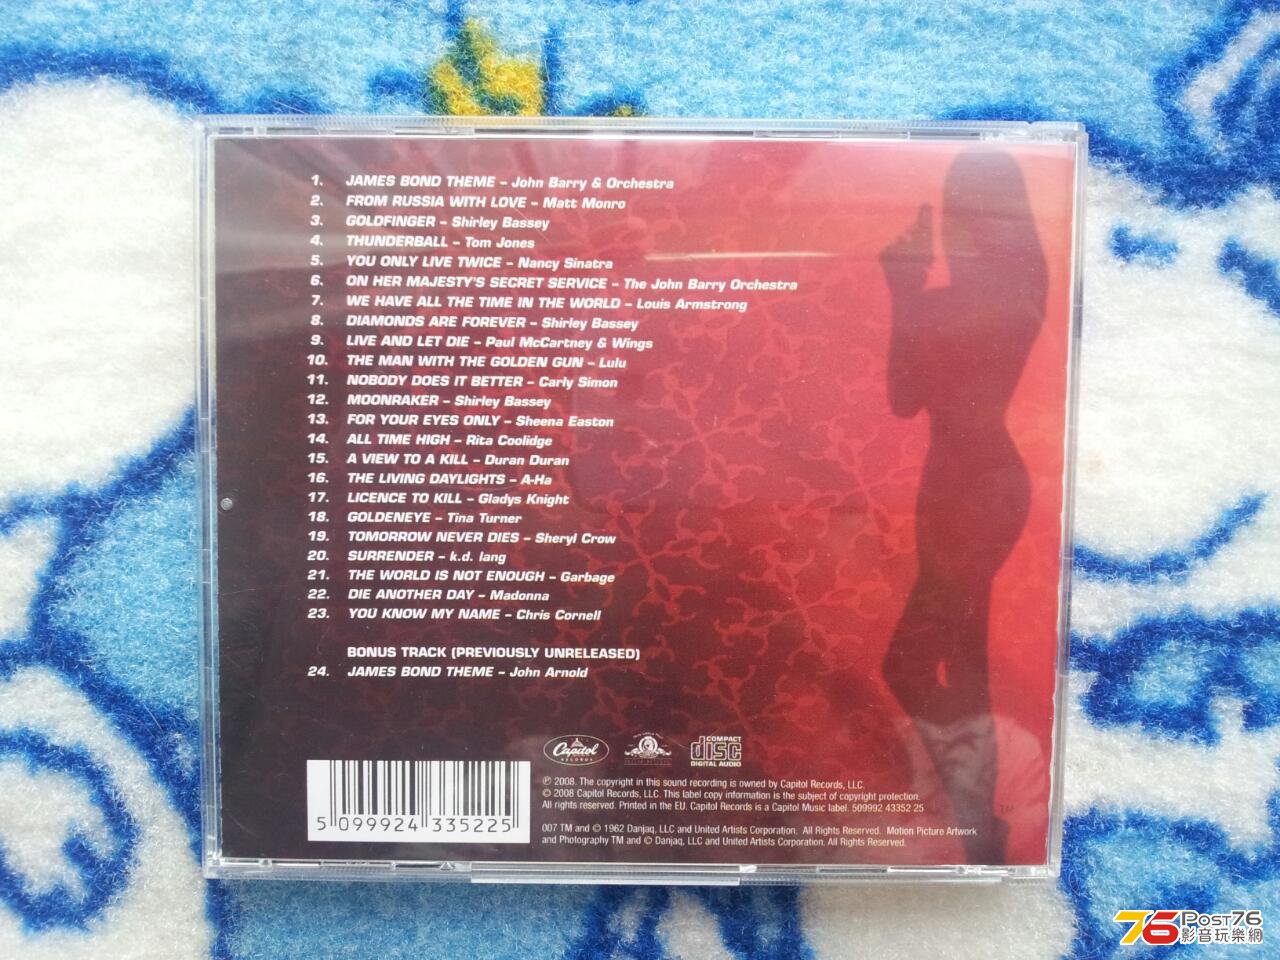 1. JAMES BOND THEME – John Barry & Orchestra
2. FROM RUSSIA WITH LOVE – Matt Monro
3. GOLDFINGER – Shirley Bassey
4. THUNDERBALL – Tom Jones
5. YOU ONLY LIVE TWICE – Nancy Sinatra
6. ON HER MAJESTY'S SECRET SERVICE – The John Barry Orchestra
7. WE HAVE ALL THE TIME IN THE WORLD – Louis Armstrong
8. DIAMONDS ARE FOREVER – Shirley Bassey
9. LIVE AND LET DIE – Paul McCartney & Wings
10. THE MAN WITH THE GOLDEN GUN – Lulu
11. NOBODY DOES IT BETTER – Carly Simon
12. MOONRAKER – Shirley Bassey
13. FOR YOUR EYES ONLY – Sheena Easton
14. ALL TIME HIGH – Rita Coolidge
15. A VIEW TO A KILL – Duran Duran
16. THE LIVING DAYLIGHTS – A-Ha
17. LICENCE TO KILL – Gladys Knight
18. GOLDENEYE – Tina Turner
19. TOMORROW NEVER DIES – Sheryl Crow
20. SURRENDER – k.d. lang
21. THE WORLD IS NOT ENOUGH – Garbage
22. DIE ANOTHER DAY – Madonna
23. YOU KNOW MY NAME – Chris Cornell
BONUS TRACK (PREVIOUSLY UNRELEASED)
24. JAMES BOND THEME – John Arnold
Capitol
RECORDS
COMPACT
disc
DIGITAL AUDIO
℗ 2008. The copyright in this sound recording is owned by Capitol Records, LLC.
© 2008 Capitol Records, LLC. This label copy information is the subject of copyright protection.
All rights reserved. Printed in the EU. Capitol Records is a Capitol Music label. 509992 43352 25
007 TM and © 1962 Danjaq, LLC and United Artists Corporation. All Rights Reserved. Motion Picture Artwork
and Photography TM and © Danjaq, LLC and United Artists Corporation. All Rights Reserved.
5 099924 335225
TM
76 POST76
影音玩樂網